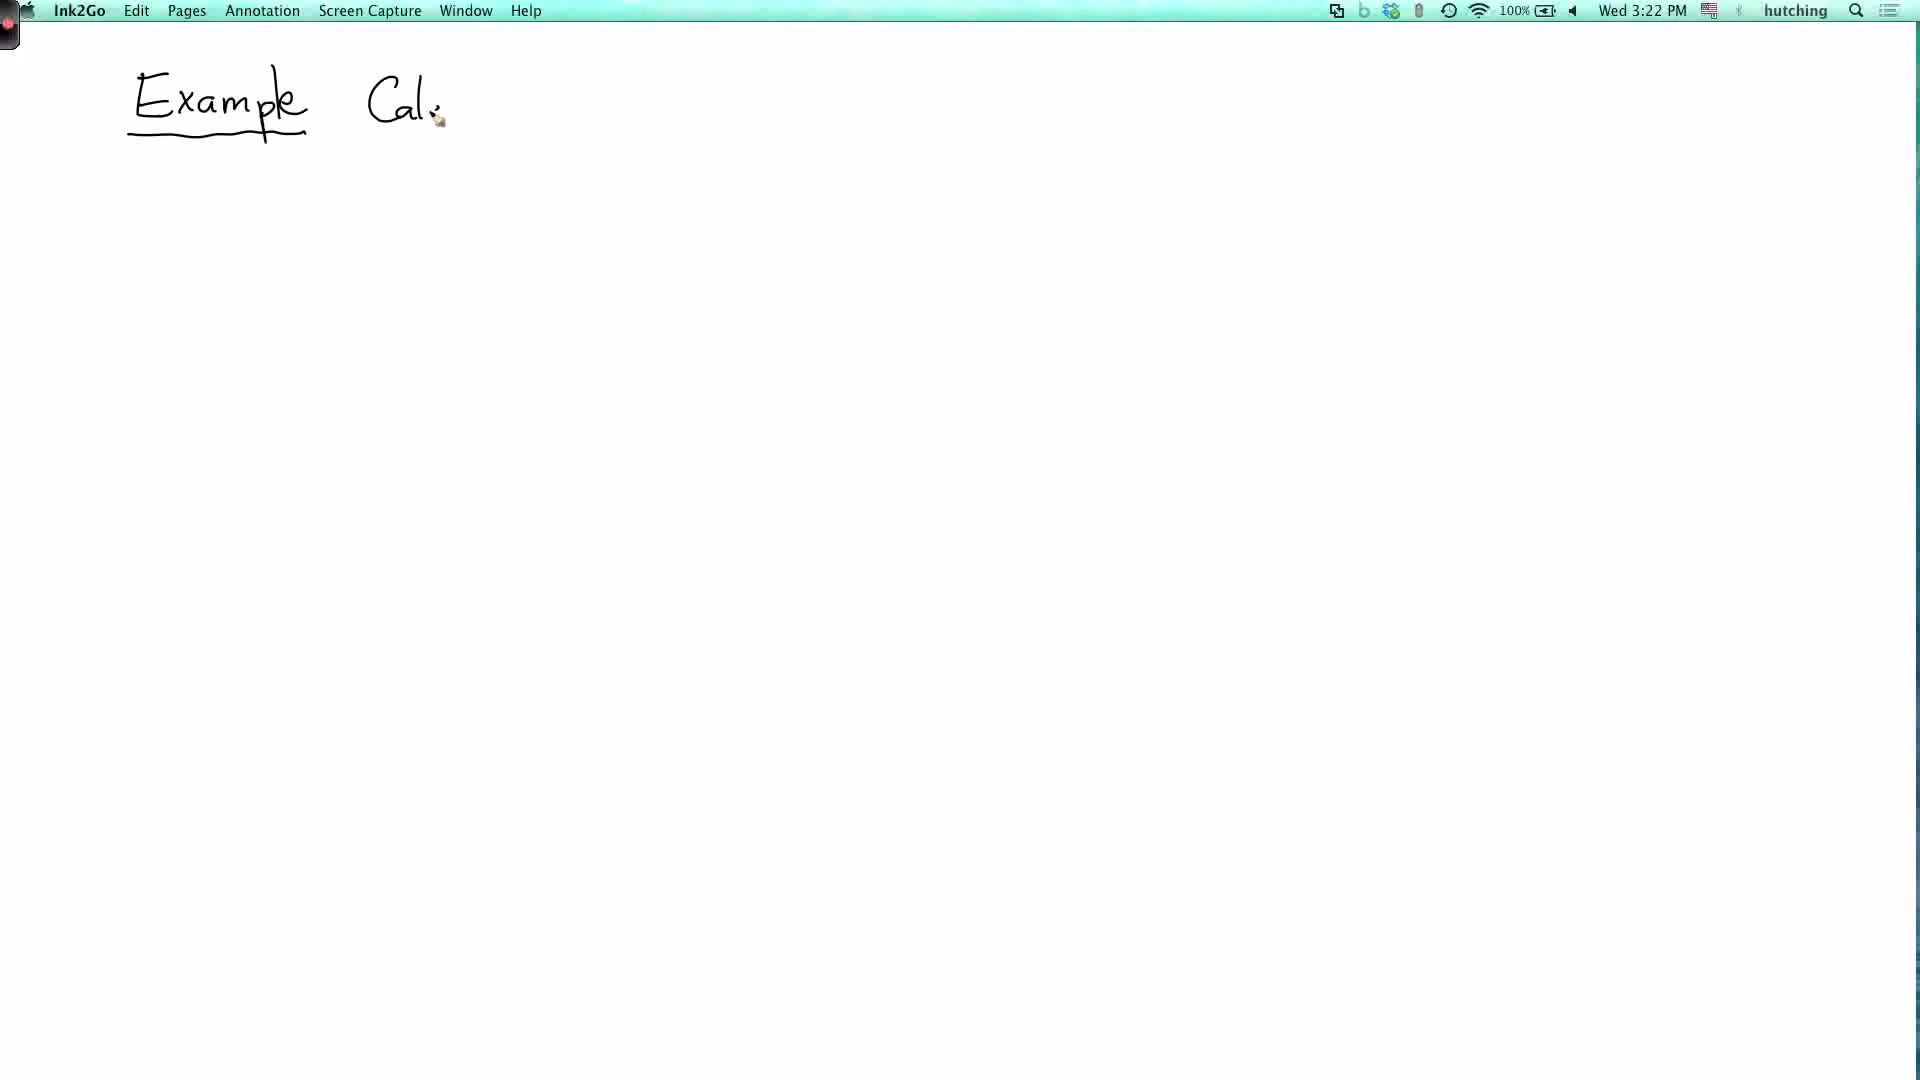 Ink2Go Edit Pages Annotation Screen Capture Window Help 100% Wed 3:22 PM hutching
Example Cal